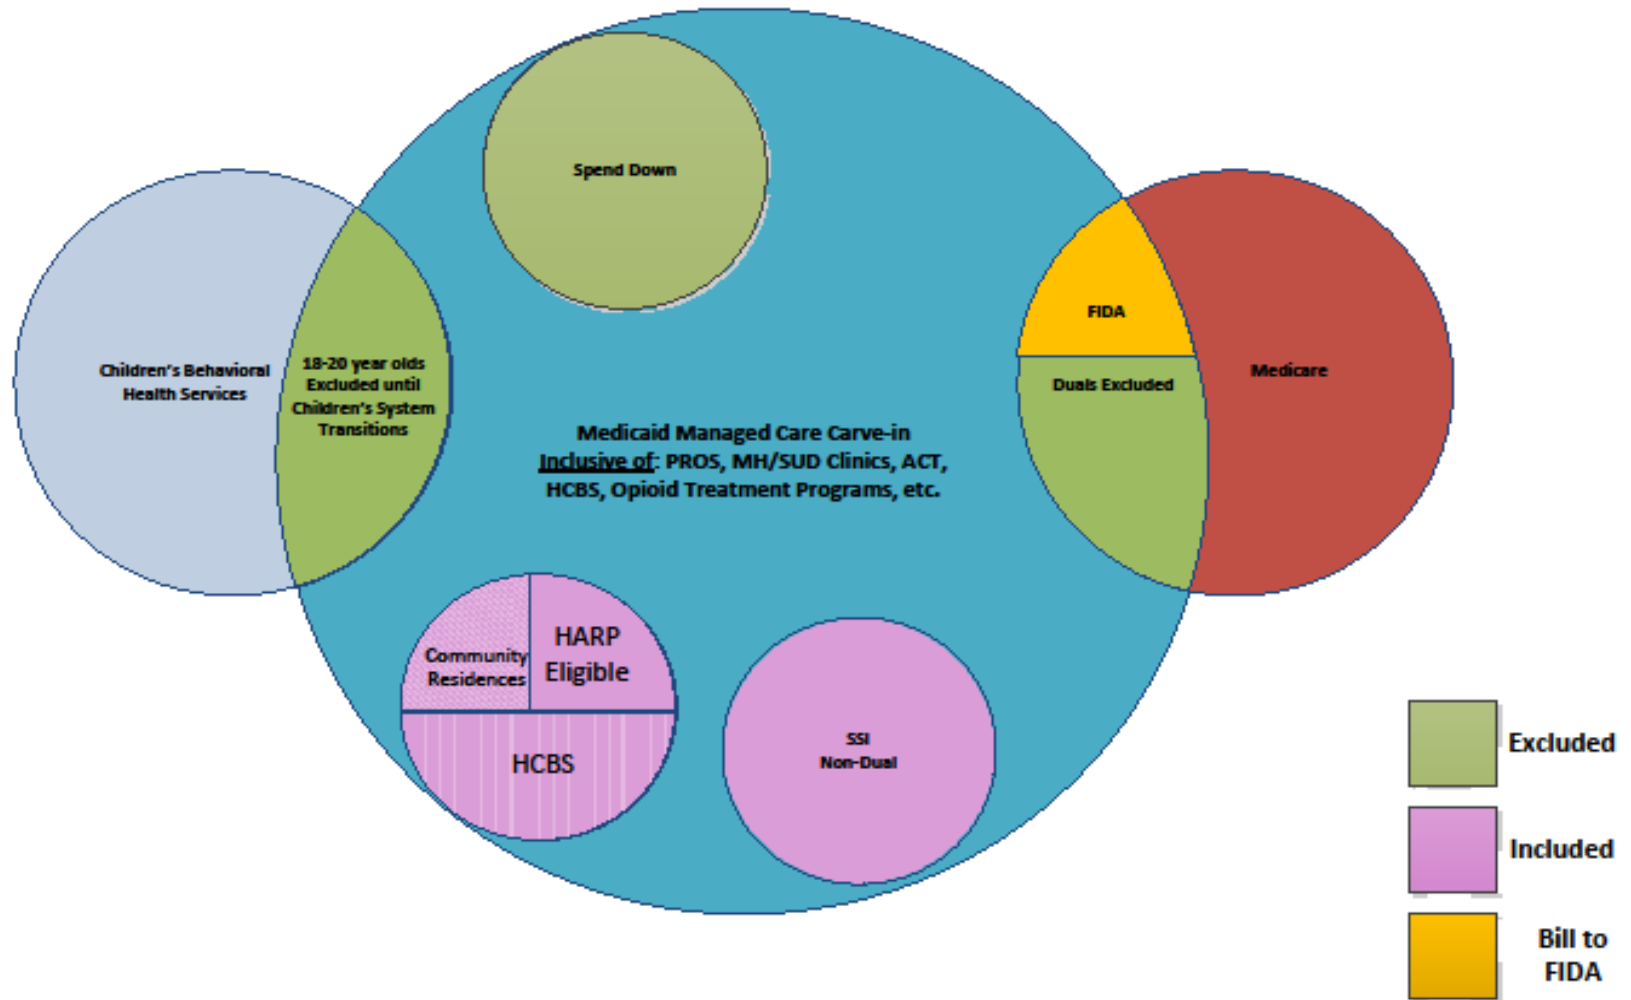 Spend Down
Children's Behavioral
Health Services
18-20 year olds
Excluded until
Children's System
Transitions
FIDA
Duals Excluded
Medicare
Medicaid Managed Care Carve-in
Inclusive of: PROS, MH/SUD Clinics, ACT,
HCBS, Opioid Treatment Programs, etc.
Community
Residences
HARP
Eligible
HCBS
SSI
Non-Dual
Excluded
Included
Bill to
FIDA